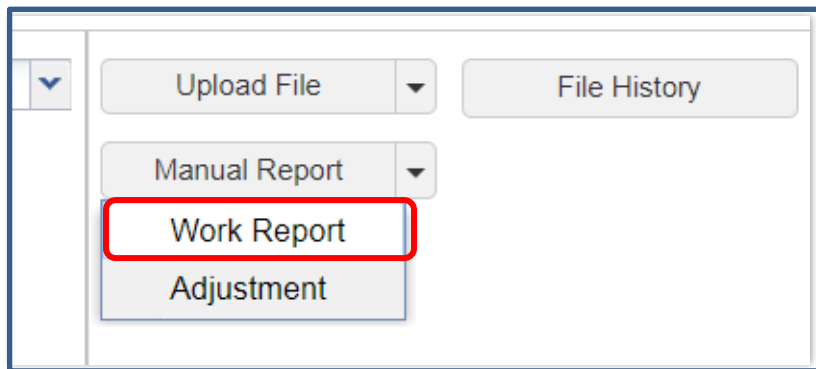 Upload File
File History
Manual Report
Work Report
Adjustment